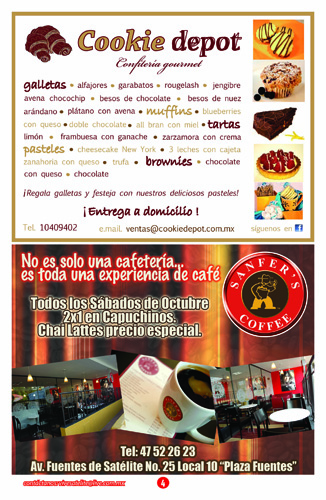 Cookie depot
Confitería gourmet
galletas • alfajores • garabatos • rougelash • jengibre
avena chocochip • besos de chocolate • besos de nuez
arándano • plátano con avena • muffins • blueberries
con queso • doble chocolate • all bran con miel • tartas
limón • frambuesa con ganache • zarzamora con crema
pasteles • cheesecake New York • 3 leches con cajeta
zanahoria con queso • trufa • brownies • chocolate
con queso • chocolate
¡Regala galletas y festeja con nuestros deliciosos pasteles!
¡Entrega a domicilio!
Tel. 10409402 e.mail. ventas@cookiedepot.com.mx síguenos en f
No es solo una cafetería...
es toda una experiencia de café
SANFER'S
COFFEE
Todos los Sábados de Octubre
2x1 en Capuchinos.
Chai Lattes precio especial.
Tel: 47 52 26 23
Av. Fuentes de Satélite No. 25 Local 10 "Plaza Fuentes"
contáctanos:vivesatelite@live.com.mx
4